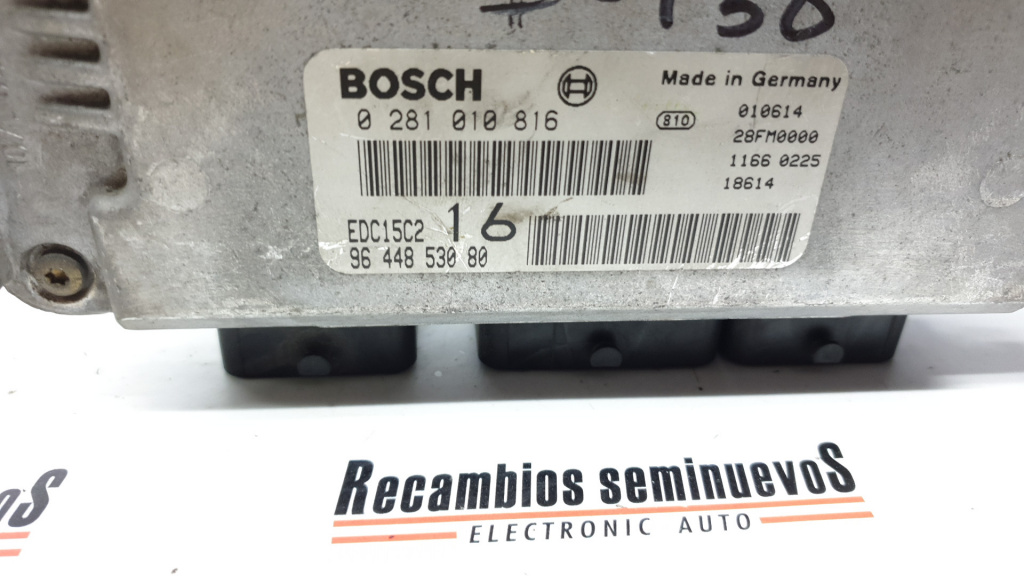 BOSCH
Made in Germany
0 281 010 816
810
010614
28FM0000
1166 0225
18614
EDC15C2 16
96 448 530 80
Recambios seminuevoS
ELECTRONIC AUTO